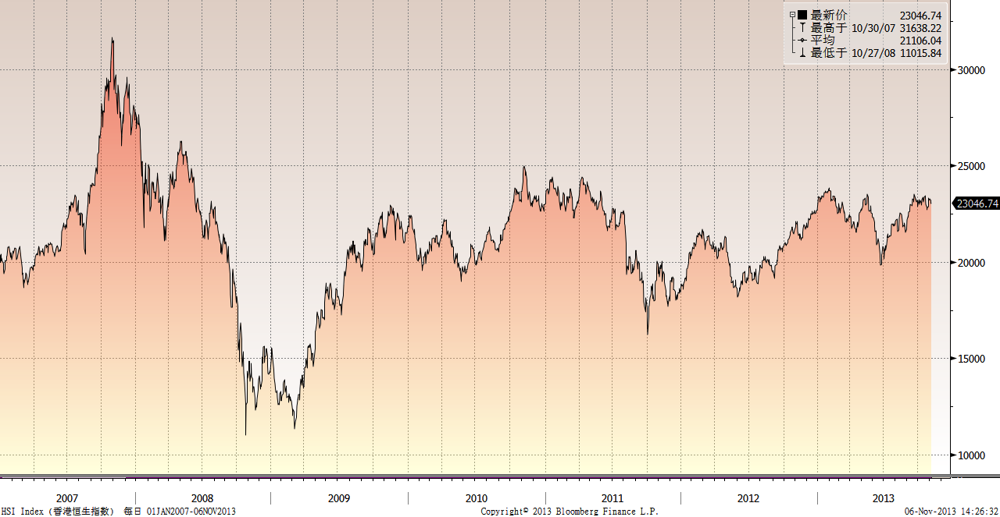 最新价 23046.74
最高于 10/30/07 31638.22
平均 21106.04
最低于 10/27/08 11015.84
30000
25000
23046.74
20000
15000
10000
2007 2008 2009 2010 2011 2012 2013
HSI Index (香港恒生指数) 每日 01JAN2007-06NOV2013 Copyright© 2013 Bloomberg Finance L.P. 06-Nov-2013 14:26:32